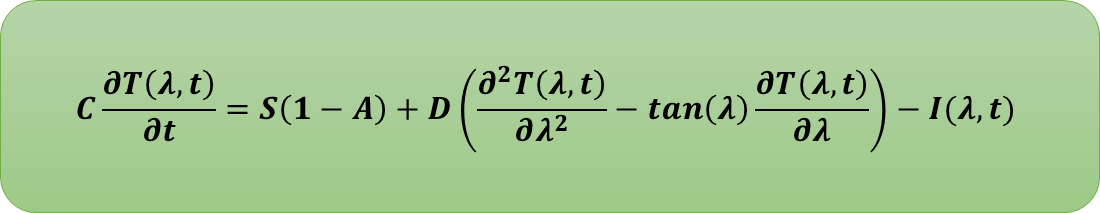 C ∂T(λ,t)/∂t = S(1 − A) + D(∂²T(λ,t)/∂λ² − tan(λ) ∂T(λ,t)/∂λ) − I(λ,t)